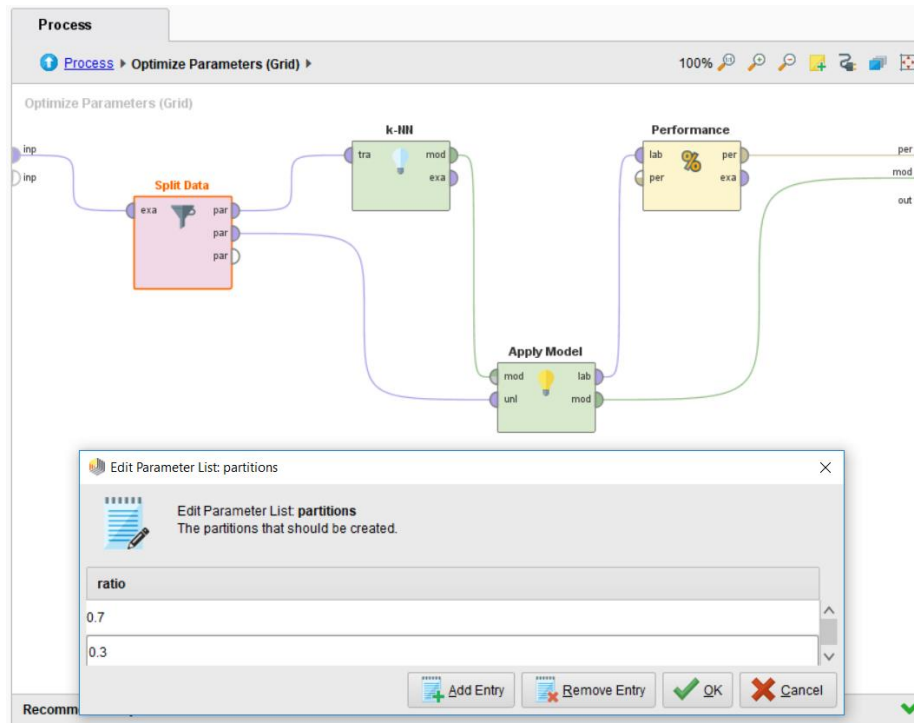 Process
Process ▸ Optimize Parameters (Grid) ▸
100%
Optimize Parameters (Grid)
inp
inp
Split Data
exa par
par
par
k-NN
tra mod
exa
Performance
lab per
per exa
per
mod
out
Apply Model
mod lab
unl mod
Edit Parameter List: partitions
Edit Parameter List: partitions
The partitions that should be created.
ratio
0.7
0.3
Add Entry Remove Entry OK Cancel
Recomm